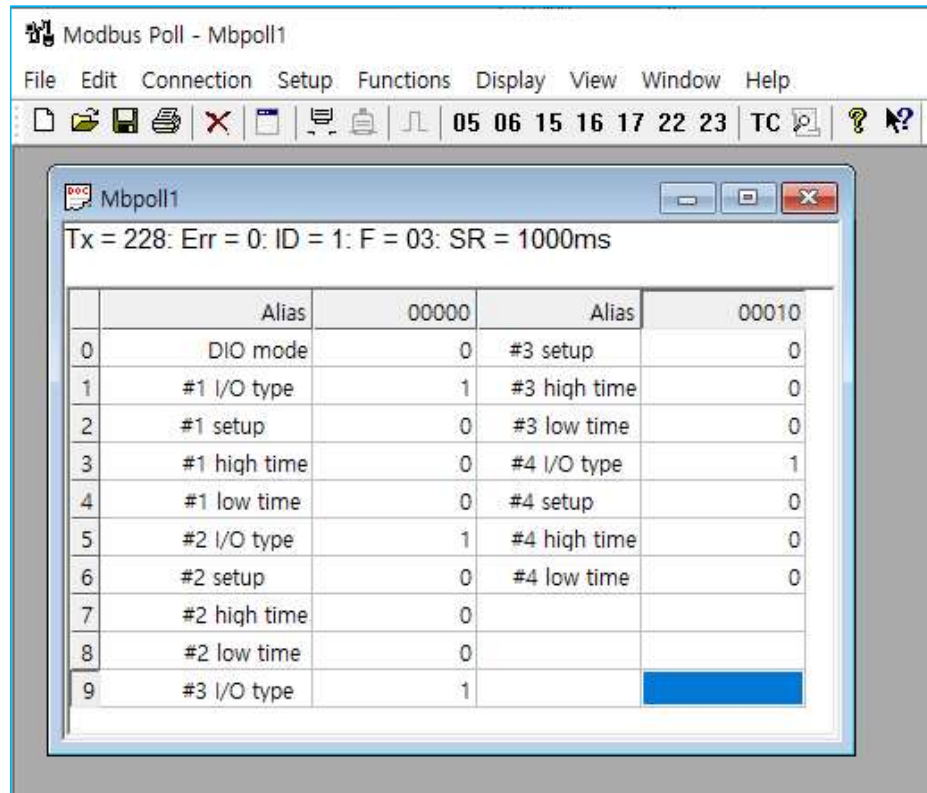 Modbus Poll - Mbpoll1
File Edit Connection Setup Functions Display View Window Help
05 06 15 16 17 22 23 TC
Mbpoll1
Tx = 228: Err = 0: ID = 1: F = 03: SR = 1000ms
Alias 00000 Alias 00010
0 DIO mode 0 #3 setup 0
1 #1 I/O type 1 #3 high time 0
2 #1 setup 0 #3 low time 0
3 #1 high time 0 #4 I/O type 1
4 #1 low time 0 #4 setup 0
5 #2 I/O type 1 #4 high time 0
6 #2 setup 0 #4 low time 0
7 #2 high time 0
8 #2 low time 0
9 #3 I/O type 1